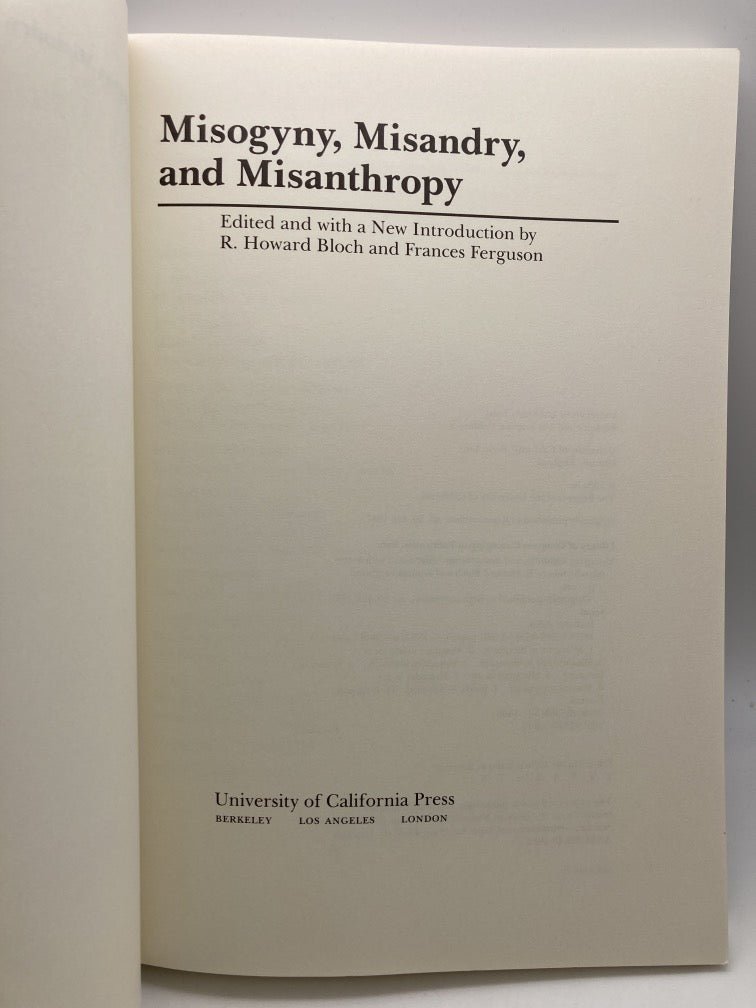 Misogyny, Misandry,
and Misanthropy
Edited and with a New Introduction by
R. Howard Bloch and Frances Ferguson
University of California Press
BERKELEY LOS ANGELES LONDON